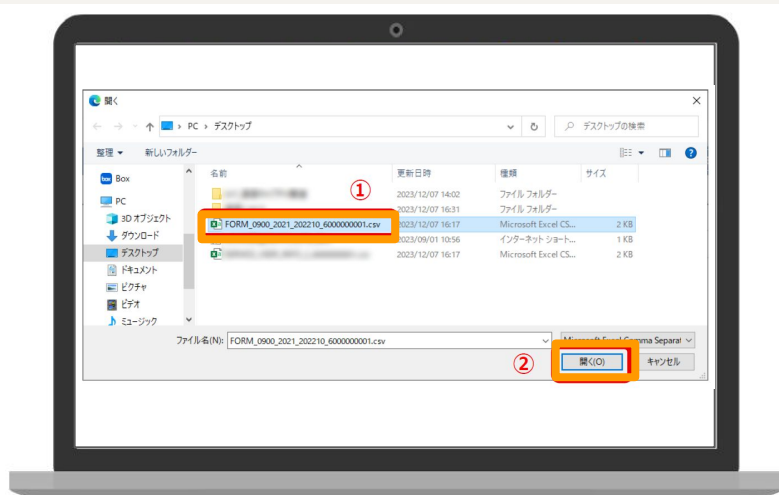 開く
PC > デスクトップ
デスクトップの検索
整理 新しいフォルダー
名前 更新日時 種類 サイズ
box Box
PC
3D オブジェクト
ダウンロード
デスクトップ
ドキュメント
ピクチャ
ビデオ
ミュージック
①
2023/12/07 14:02 ファイル フォルダー
2023/12/07 16:31 ファイル フォルダー
FORM_0900_2021_202210_6000000001.csv 2023/12/07 16:17 Microsoft Excel CS... 2 KB
2023/09/01 10:56 インターネット ショート... 1 KB
2023/12/07 16:17 Microsoft Excel CS... 2 KB
ファイル名(N): FORM_0900_2021_202210_6000000001.csv
Microsoft Excel Comma Separat
②
開く(O) キャンセル